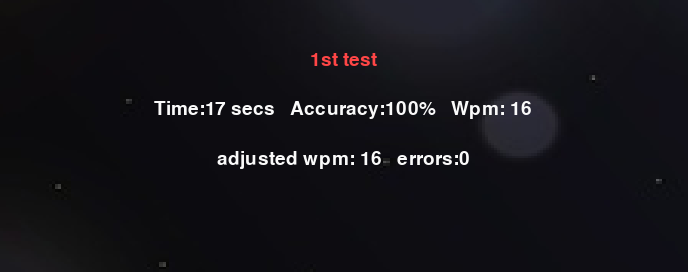 1st test
Time:17 secs Accuracy:100% Wpm: 16
adjusted wpm: 16 errors:0